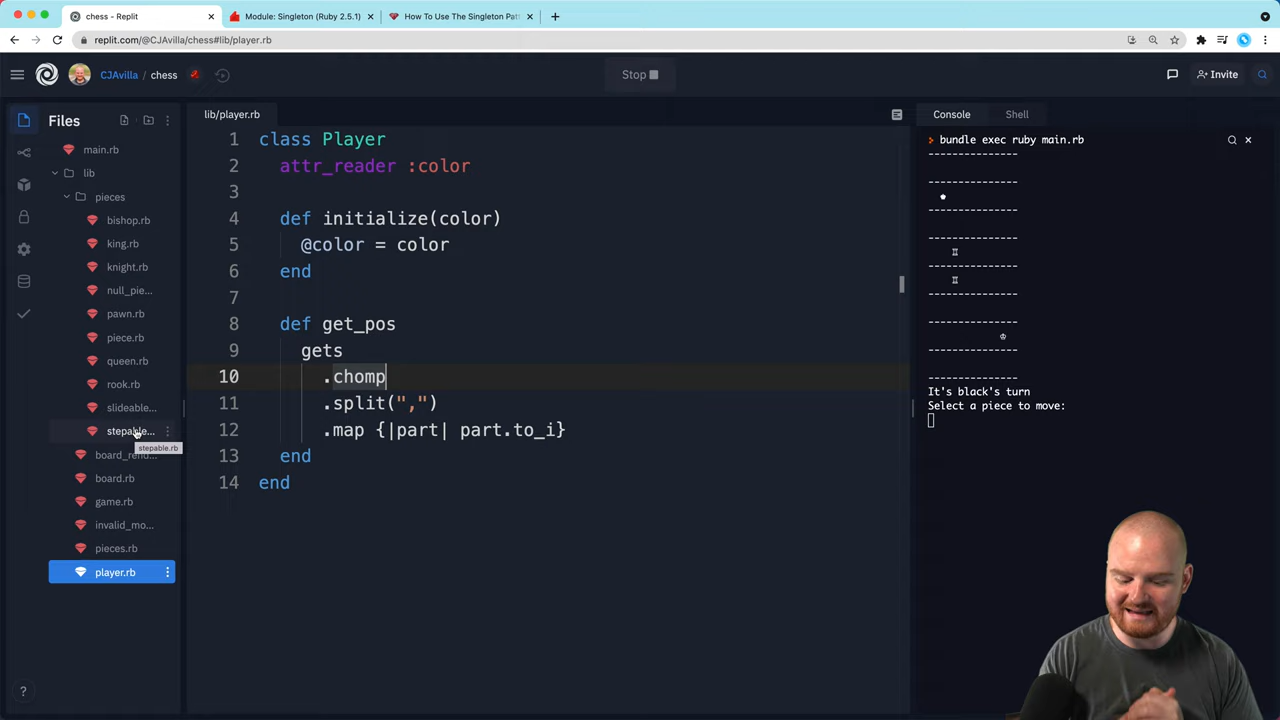 chess - Replit
Module: Singleton (Ruby 2.5.1)
How To Use The Singleton Pat
replit.com/@CJAvilla/chess#lib/player.rb
CJAvilla / chess
Stop
Invite
Files
main.rb
lib
pieces
bishop.rb
king.rb
knight.rb
null_pie...
pawn.rb
piece.rb
queen.rb
rook.rb
slideable...
stepable...
stepable.rb
board_rend...
board.rb
game.rb
invalid_mo...
pieces.rb
player.rb
?
lib/player.rb
1 class Player
2 attr_reader :color
3
4 def initialize(color)
5 @color = color
6 end
7
8 def get_pos
9 gets
10 .chomp
11 .split(",")
12 .map {|part| part.to_i}
13 end
14 end
Console
Shell
bundle exec ruby main.rb
---------------
---------------
---------------
---------------
♖
---------------
♖
---------------
---------------
♔
---------------
---------------
It's black's turn
Select a piece to move: